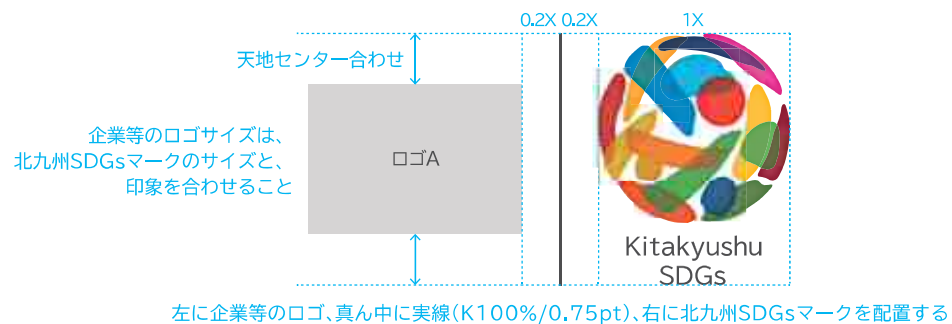 0.2X 0.2X 1X
天地センター合わせ
企業等のロゴサイズは、
北九州SDGsマークのサイズと、
印象を合わせること
ロゴA
Kitakyushu
SDGs
左に企業等のロゴ、真ん中に実線(K100%/0.75pt)、右に北九州SDGsマークを配置する